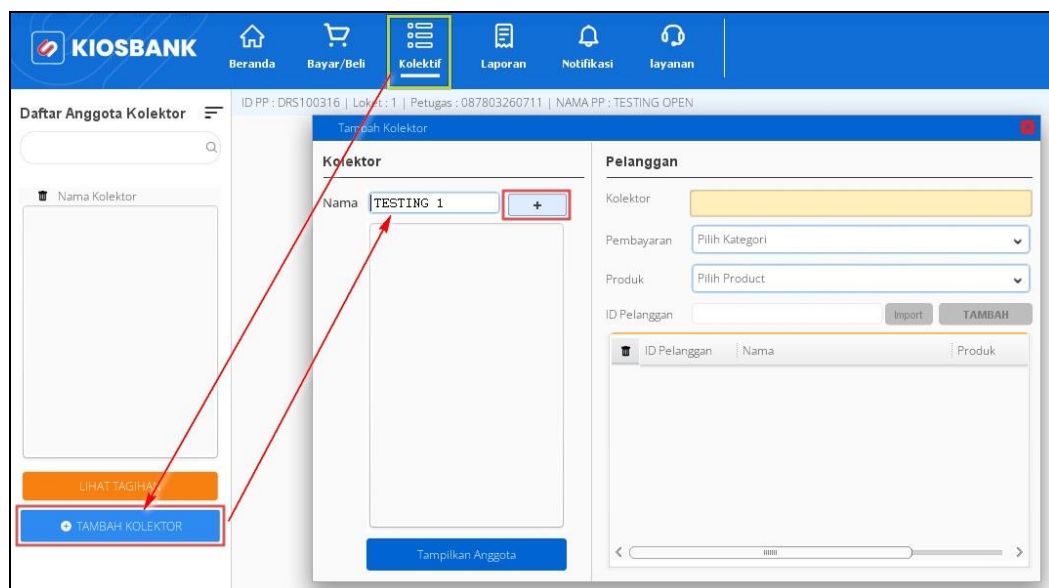 KIOSBANK
Beranda
Bayar/Beli
Kolektif
Laporan
Notifikasi
layanan
Daftar Anggota Kolektor
ID PP : DRS100316 | Loket : 1 | Petugas : 087803260711 | NAMA PP : TESTING OPEN
Nama Kolektor
LIHAT TAGIHAN
TAMBAH KOLEKTOR
Tambah Kolektor
Kolektor
Nama TESTING 1 +
Tampilkan Anggota
Pelanggan
Kolektor
Pembayaran Pilih Kategori
Produk Pilih Product
ID Pelanggan Import TAMBAH
ID Pelanggan Nama Produk